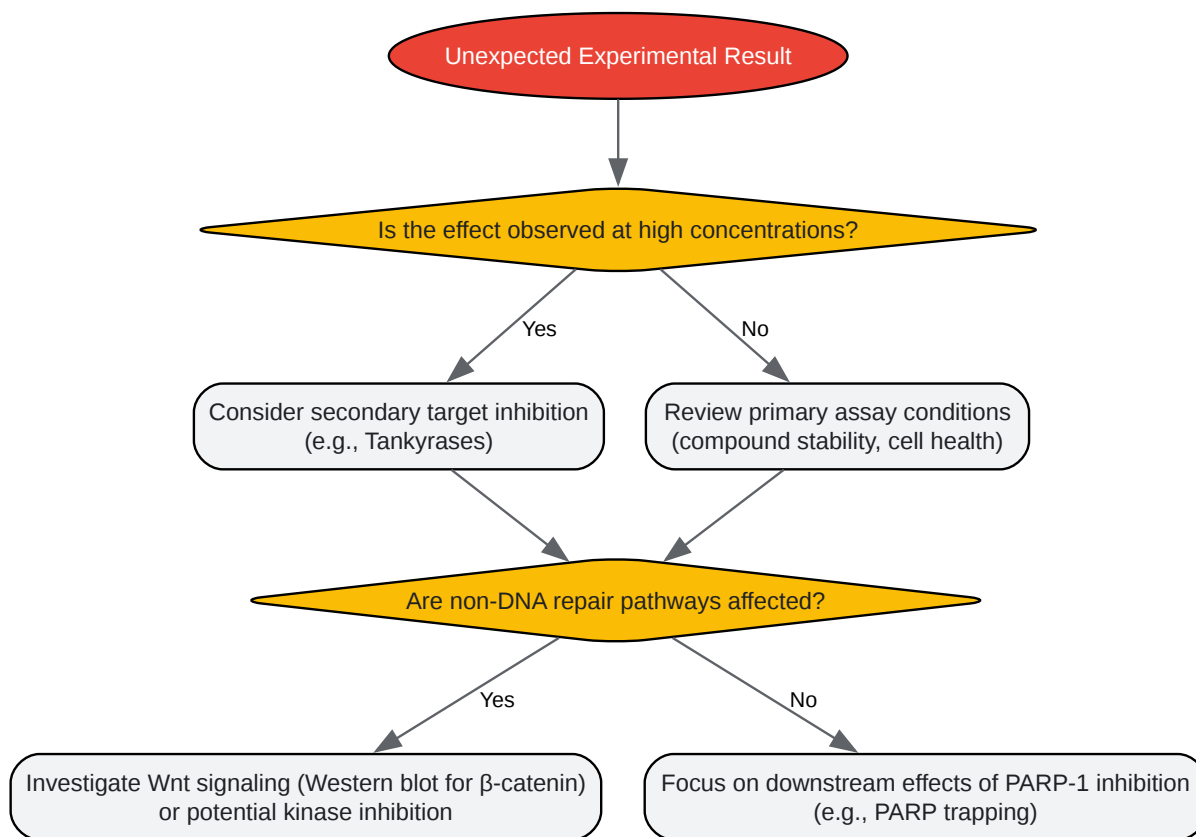 Unexpected Experimental Result
Is the effect observed at high concentrations?
Yes
No
Consider secondary target inhibition
(e.g., Tankyrases)
Review primary assay conditions
(compound stability, cell health)
Are non-DNA repair pathways affected?
Yes
No
Investigate Wnt signaling (Western blot for β-catenin)
or potential kinase inhibition
Focus on downstream effects of PARP-1 inhibition
(e.g., PARP trapping)